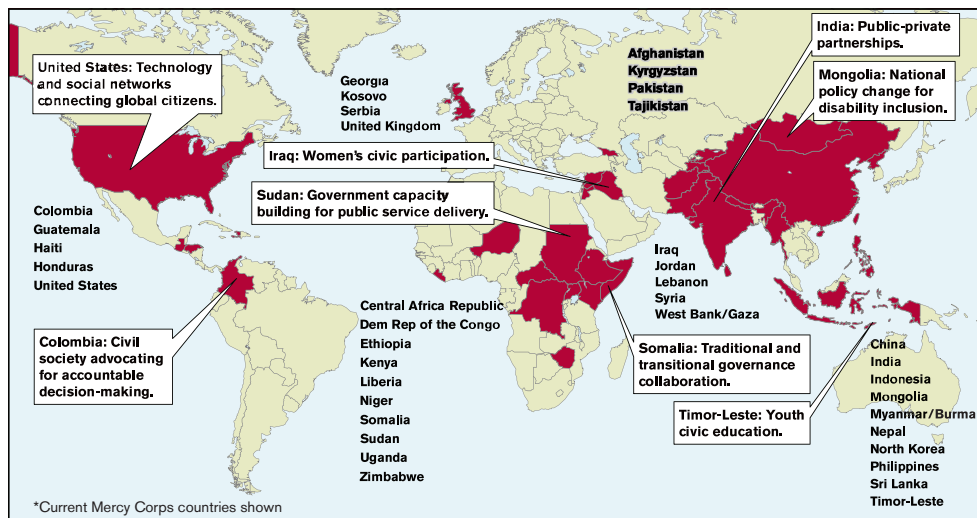 United States: Technology
and social networks
connecting global citizens.
Georgia
Kosovo
Serbia
United Kingdom
Afghanistan
Kyrgyzstan
Pakistan
Tajikistan
India: Public-private
partnerships.
Mongolia: National
policy change for
disability inclusion.
Iraq: Women's civic participation.
Sudan: Government capacity
building for public service delivery.
Colombia
Guatemala
Haiti
Honduras
United States
Colombia: Civil
society advocating
for accountable
decision-making.
Central Africa Republic
Dem Rep of the Congo
Ethiopia
Kenya
Liberia
Niger
Somalia
Sudan
Uganda
Zimbabwe
Iraq
Jordan
Lebanon
Syria
West Bank/Gaza
Somalia: Traditional and
transitional governance
collaboration.
Timor-Leste: Youth
civic education.
China
India
Indonesia
Mongolia
Myanmar/Burma
Nepal
North Korea
Philippines
Sri Lanka
Timor-Leste
*Current Mercy Corps countries shown